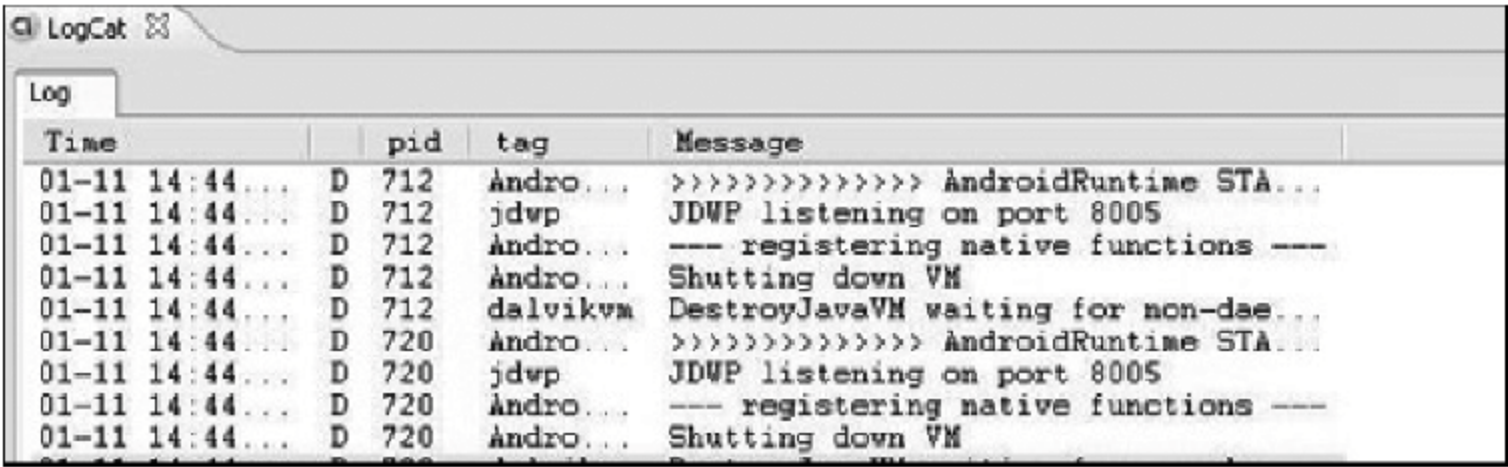 LogCat
Log
Time pid tag Message
01-11 14:44... D 712 Andro... >>>>>>>>>>>>>> AndroidRuntime STA...
01-11 14:44... D 712 jdwp JDWP listening on port 8005
01-11 14:44... D 712 Andro... --- registering native functions ---
01-11 14:44... D 712 Andro... Shutting down VM
01-11 14:44... D 712 dalvikvm DestroyJavaVM waiting for non-dae...
01-11 14:44... D 720 Andro... >>>>>>>>>>>>>> AndroidRuntime STA...
01-11 14:44... D 720 jdwp JDWP listening on port 8005
01-11 14:44... D 720 Andro... --- registering native functions ---
01-11 14:44... D 720 Andro... Shutting down VM